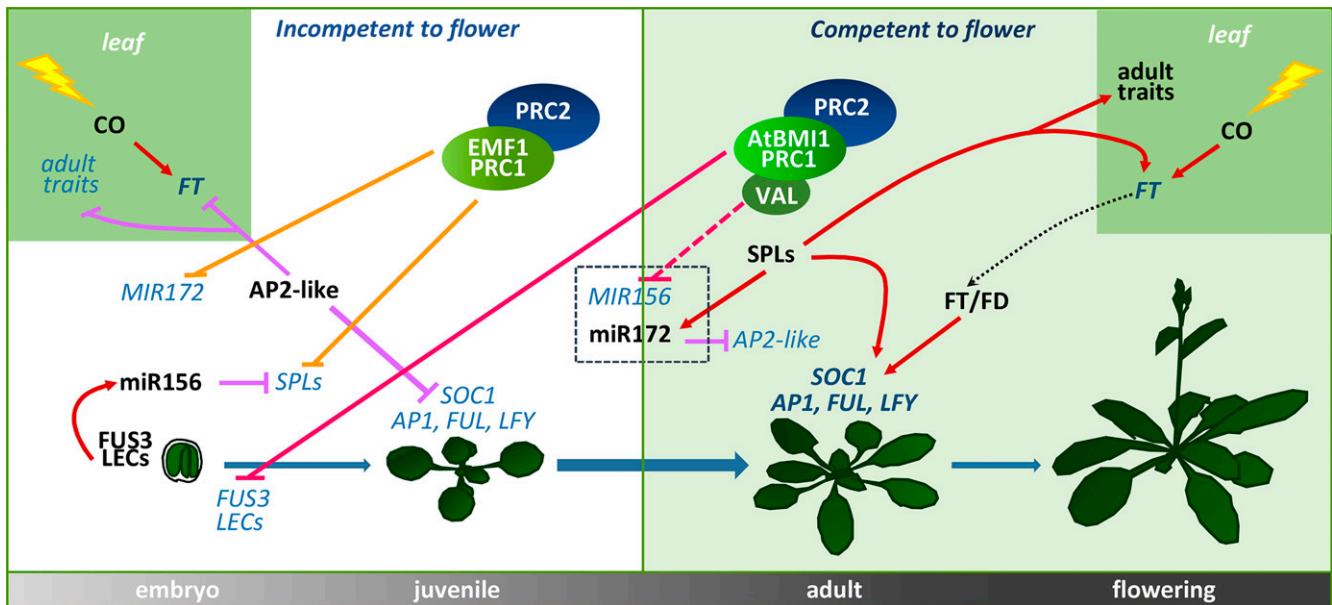 leaf
Incompetent to flower
Competent to flower
leaf
CO
adult
traits
FT
PRC2
EMF1
PRC1
MIR172
AP2-like
miR156
SPLs
FUS3
LECs
FUS3
LECs
SOC1
AP1, FUL, LFY
PRC2
AtBMI1
PRC1
VAL
adult
traits
CO
FT
SPLs
MIR156
miR172
AP2-like
FT/FD
SOC1
AP1, FUL, LFY
embryo
juvenile
adult
flowering